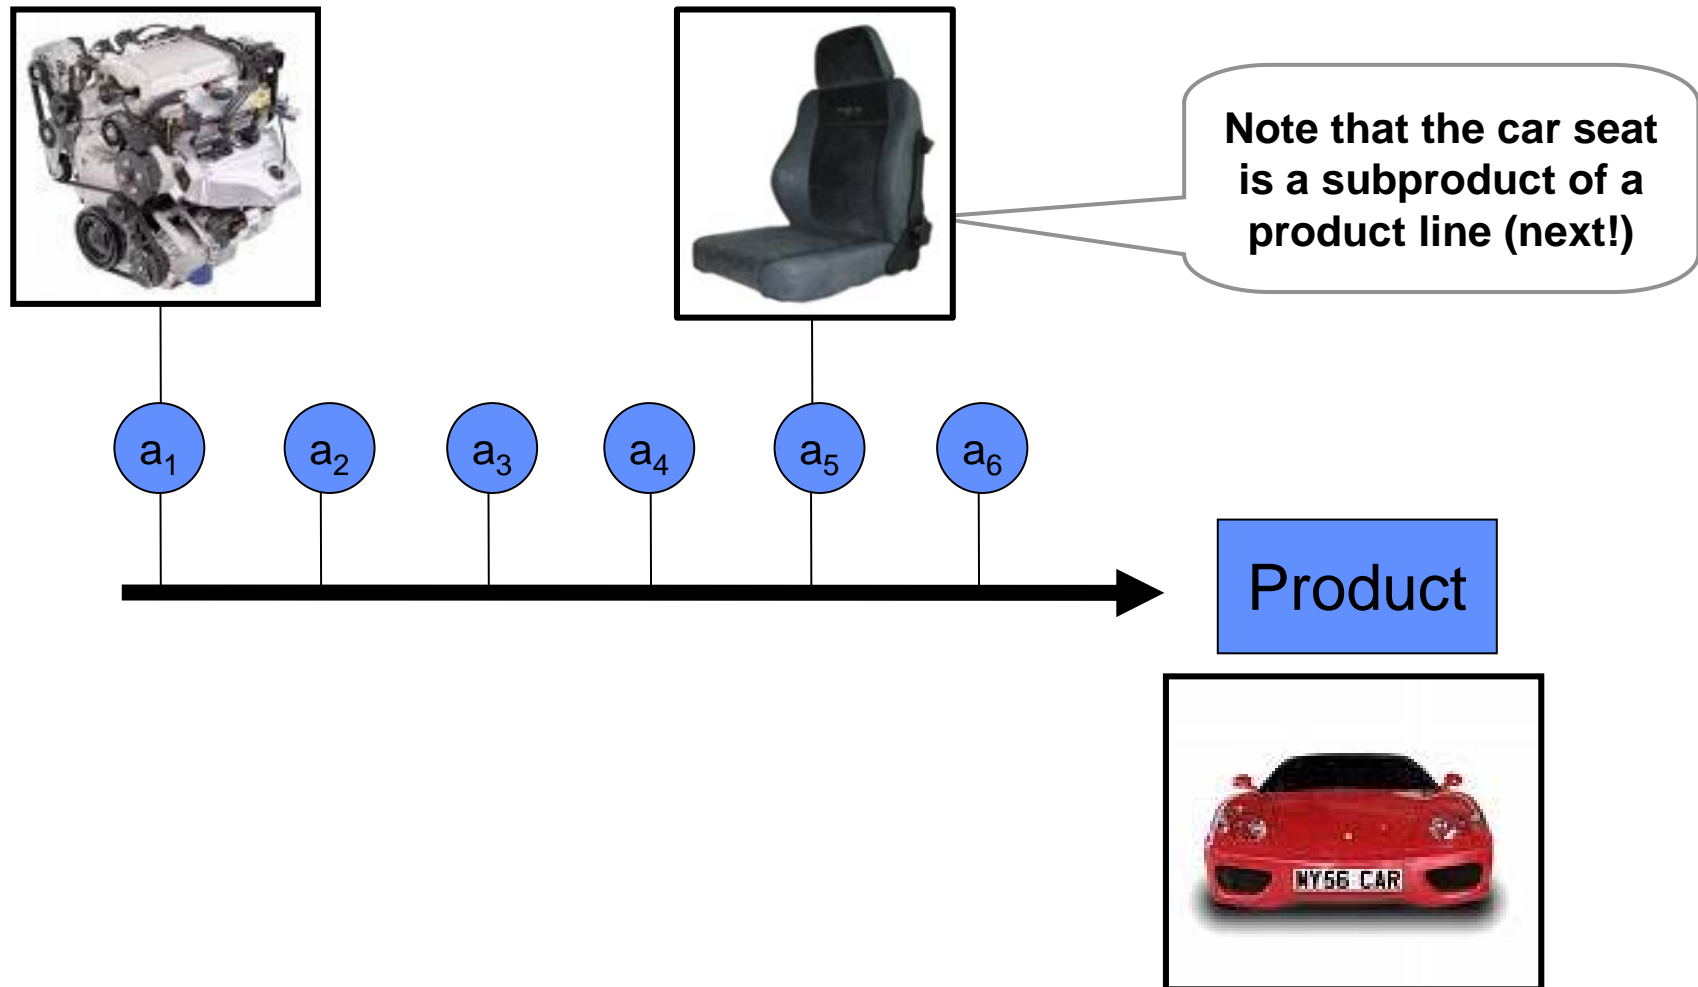 Note that the car seat
is a subproduct of a
product line (next!)
a1 a2 a3 a4 a5 a6
Product
MY56 CAR